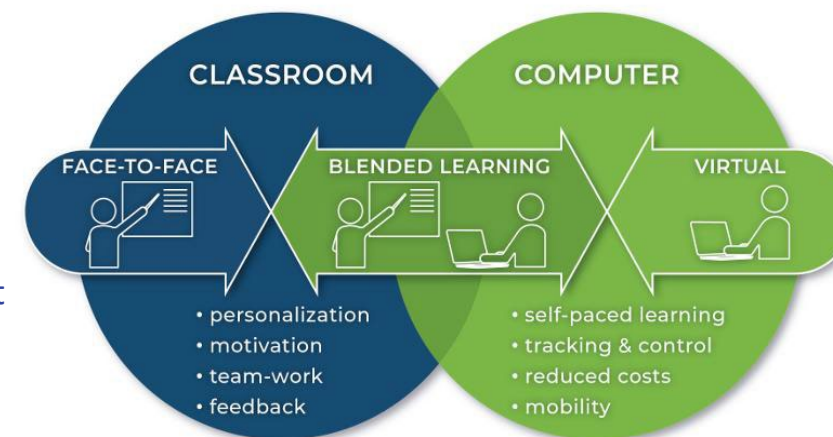 CLASSROOM
COMPUTER
FACE-TO-FACE
BLENDED LEARNING
VIRTUAL
• personalization
• motivation
• team-work
• feedback
• self-paced learning
• tracking & control
• reduced costs
• mobility